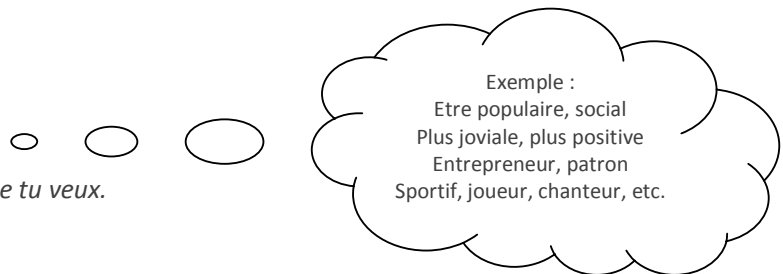 Exemple :
Etre populaire, social
Plus joviale, plus positive
Entrepreneur, patron
Sportif, joueur, chanteur, etc.
e tu veux.